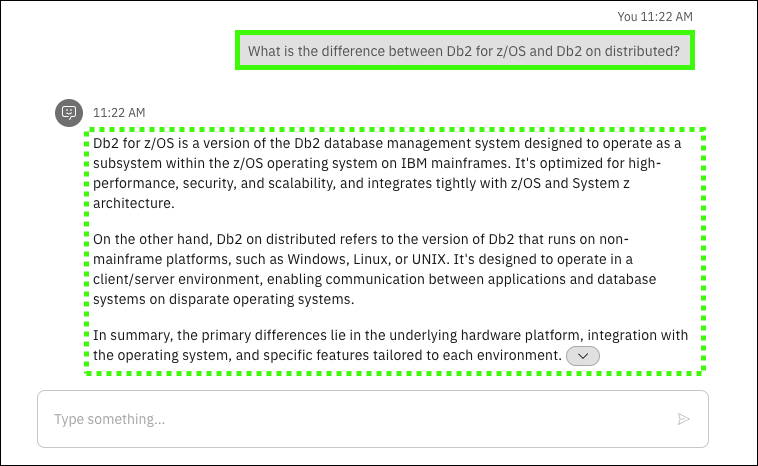 You 11:22 AM
What is the difference between Db2 for z/OS and Db2 on distributed?
11:22 AM
Db2 for z/OS is a version of the Db2 database management system designed to operate as a
subsystem within the z/OS operating system on IBM mainframes. It's optimized for high-
performance, security, and scalability, and integrates tightly with z/OS and System z
architecture.
On the other hand, Db2 on distributed refers to the version of Db2 that runs on non-
mainframe platforms, such as Windows, Linux, or UNIX. It's designed to operate in a
client/server environment, enabling communication between applications and database
systems on disparate operating systems.
In summary, the primary differences lie in the underlying hardware platform, integration with
the operating system, and specific features tailored to each environment.
Type something...